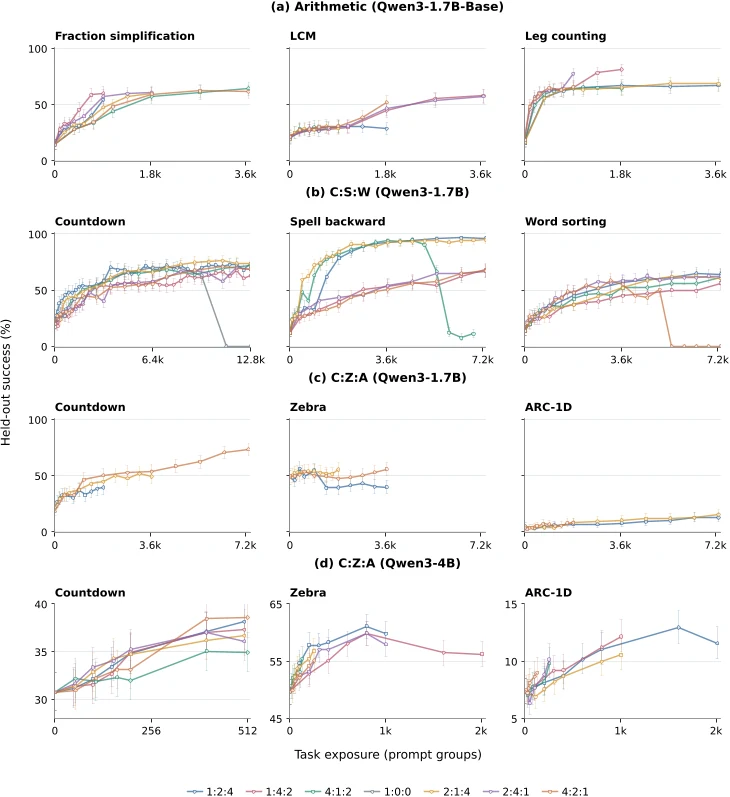 (a) Arithmetic (Qwen3-1.7B-Base)
Fraction simplification LCM Leg counting
100
50
0
0 1.8k 3.6k 0 1.8k 3.6k 0 1.8k 3.6k
(b) C:S:W (Qwen3-1.7B)
Countdown Spell backward Word sorting
100
50
0
0 6.4k 12.8k 0 3.6k 7.2k 0 3.6k 7.2k
(c) C:Z:A (Qwen3-1.7B)
Countdown Zebra ARC-1D
100
50
0
0 3.6k 7.2k 0 3.6k 7.2k 0 3.6k 7.2k
(d) C:Z:A (Qwen3-4B)
Countdown Zebra ARC-1D
40 65 15
35 55 10
30 45 5
0 256 512 0 1k 2k 0 1k 2k
Held-out success (%)
Task exposure (prompt groups)
1:2:4 1:4:2 4:1:2 1:0:0 2:1:4 2:4:1 4:2:1